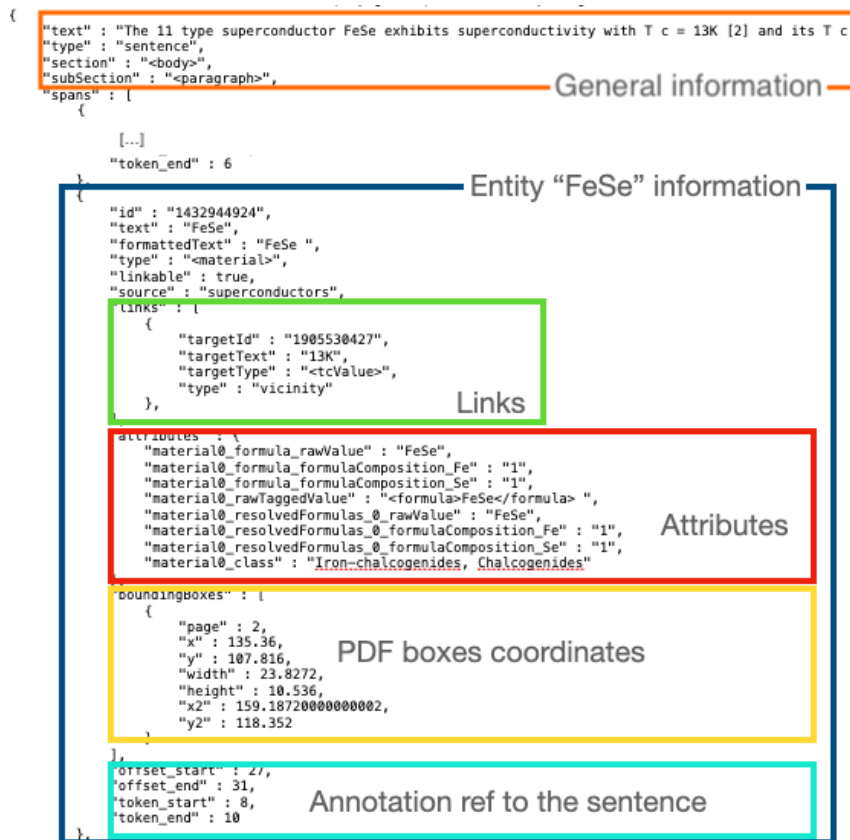 {
"text" : "The 11 type superconductor FeSe exhibits superconductivity with T c = 13K [2] and its T c
"type" : "sentence",
"section" : "<body>",
"subSection" : "<paragraph>",
General information
"spans" : [
{
[...]
"token_end" : 6
},
Entity “FeSe” information
{
"id" : "1432944924",
"text" : "FeSe",
"formattedText" : "FeSe ",
"type" : "<material>",
"linkable" : true,
"source" : "superconductors",
"links" : [
{
"targetId" : "1905530427",
"targetText" : "13K",
"targetType" : "<tcValue>",
"type" : "vicinity"
},
Links
"attributes" : {
"material0_formula_rawValue" : "FeSe",
"material0_formula_formulaComposition_Fe" : "1",
"material0_formula_formulaComposition_Se" : "1",
"material0_rawTaggedValue" : "<formula>FeSe</formula> ",
"material0_resolvedFormulas_0_rawValue" : "FeSe",
"material0_resolvedFormulas_0_formulaComposition_Fe" : "1",
"material0_resolvedFormulas_0_formulaComposition_Se" : "1",
"material0_class" : "Iron-chalcogenides, Chalcogenides"
Attributes
"boundingBoxes" : [
{
"page" : 2,
"x" : 135.36,
"y" : 107.816,
"width" : 23.8272,
"height" : 10.536,
"x2" : 159.18720000000002,
"y2" : 118.352
}
PDF boxes coordinates
],
"offset_start" : 27,
"offset_end" : 31,
"token_start" : 8,
"token_end" : 10
Annotation ref to the sentence
},